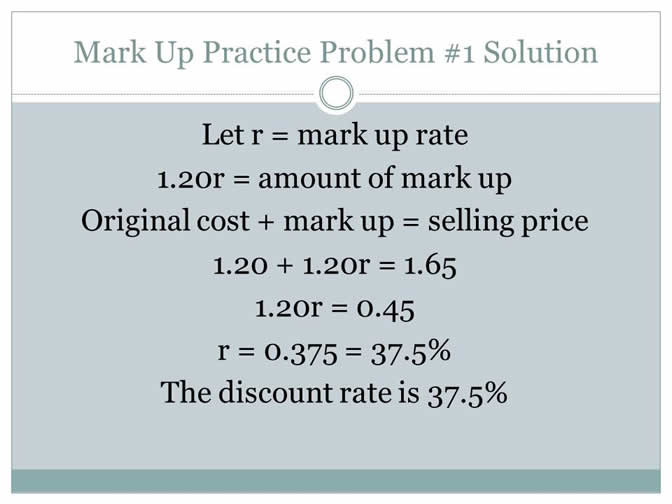 Mark Up Practice Problem #1 Solution
Let r = mark up rate
1.20r = amount of mark up
Original cost + mark up = selling price
1.20 + 1.20r = 1.65
1.20r = 0.45
r = 0.375 = 37.5%
The discount rate is 37.5%